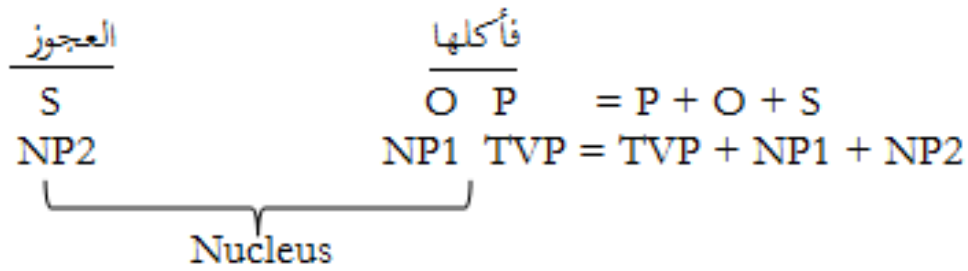 العجوز فأكلها
S O P = P + O + S
NP2 NP1 TVP = TVP + NP1 + NP2
Nucleus